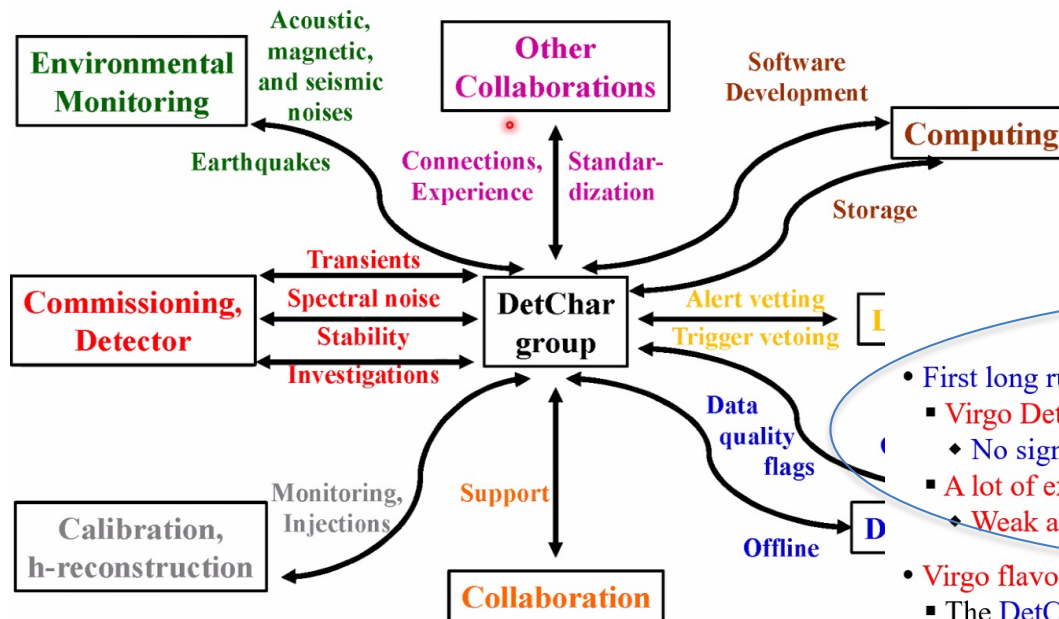 Acoustic,
magnetic,
and seismic
noises
Environmental
Monitoring
Earthquakes
Other
Collaborations
Connections,
Experience
Standar-
dization
Software
Development
Computing
Storage
Transients
Spectral noise
Stability
Investigations
Commissioning,
Detector
DetChar
group
Alert vetting
Trigger vetoing
L
• First long ru
▪ Virgo Det
◆ No sign
▪ A lot of ex
◆ Weak a
Data
quality
flags
Monitoring,
Injections
Support
Calibration,
h-reconstruction
Offline
D
Collaboration
• Virgo flavo
▪ The DetC